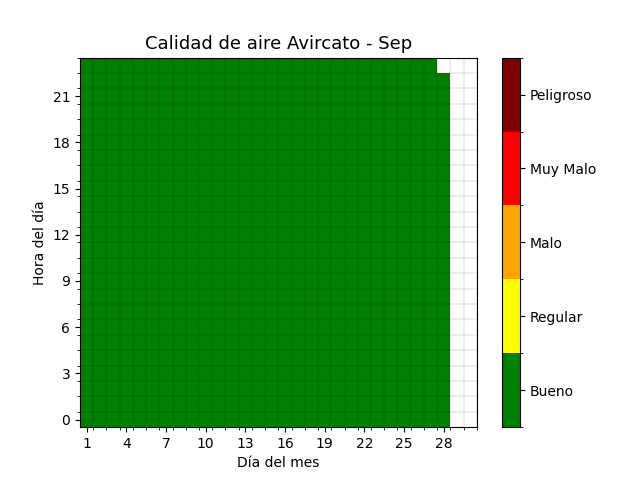 Calidad de aire Avircato - Sep
Hora del día
21
18
15
12
9
6
3
0
1 4 7 10 13 16 19 22 25 28
Día del mes
Peligroso
Muy Malo
Malo
Regular
Bueno